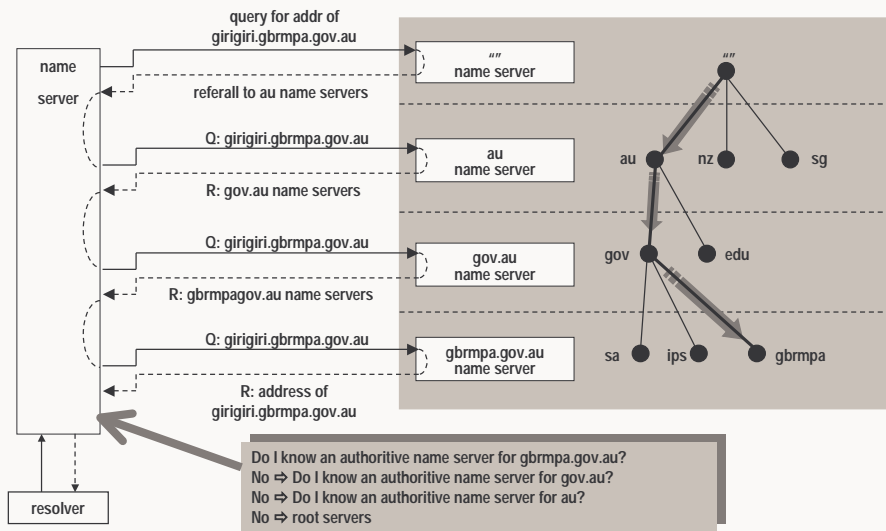 query for addr of
girigiri.gbrmpa.gov.au
name
server
“”
name server
referall to au name servers
Q: girigiri.gbrmpa.gov.au
au
name server
R: gov.au name servers
Q: girigiri.gbrmpa.gov.au
gov.au
name server
R: gbrmpagov.au name servers
Q: girigiri.gbrmpa.gov.au
gbrmpa.gov.au
name server
R: address of
girigiri.gbrmpa.gov.au
“”
au nz sg
gov edu
sa ips gbrmpa
Do I know an authoritive name server for gbrmpa.gov.au?
No ⇨ Do I know an authoritive name server for gov.au?
No ⇨ Do I know an authoritive name server for au?
No ⇨ root servers
resolver